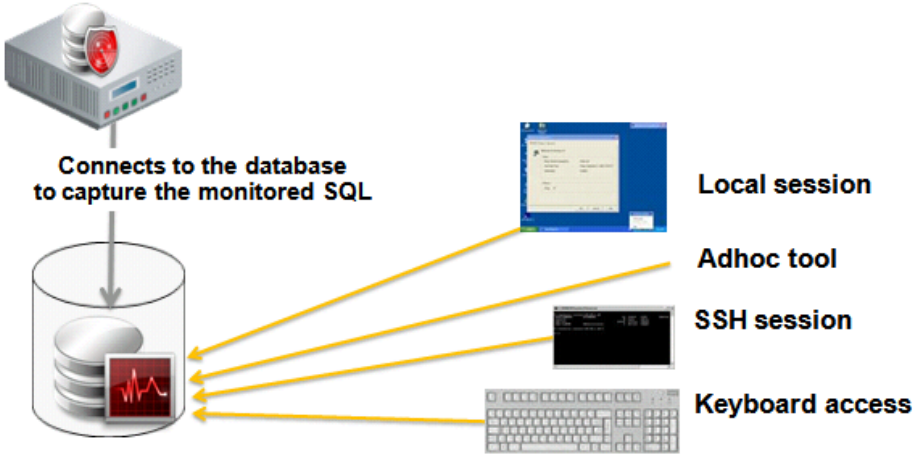 Connects to the database
to capture the monitored SQL
Local session
Adhoc tool
SSH session
Keyboard access